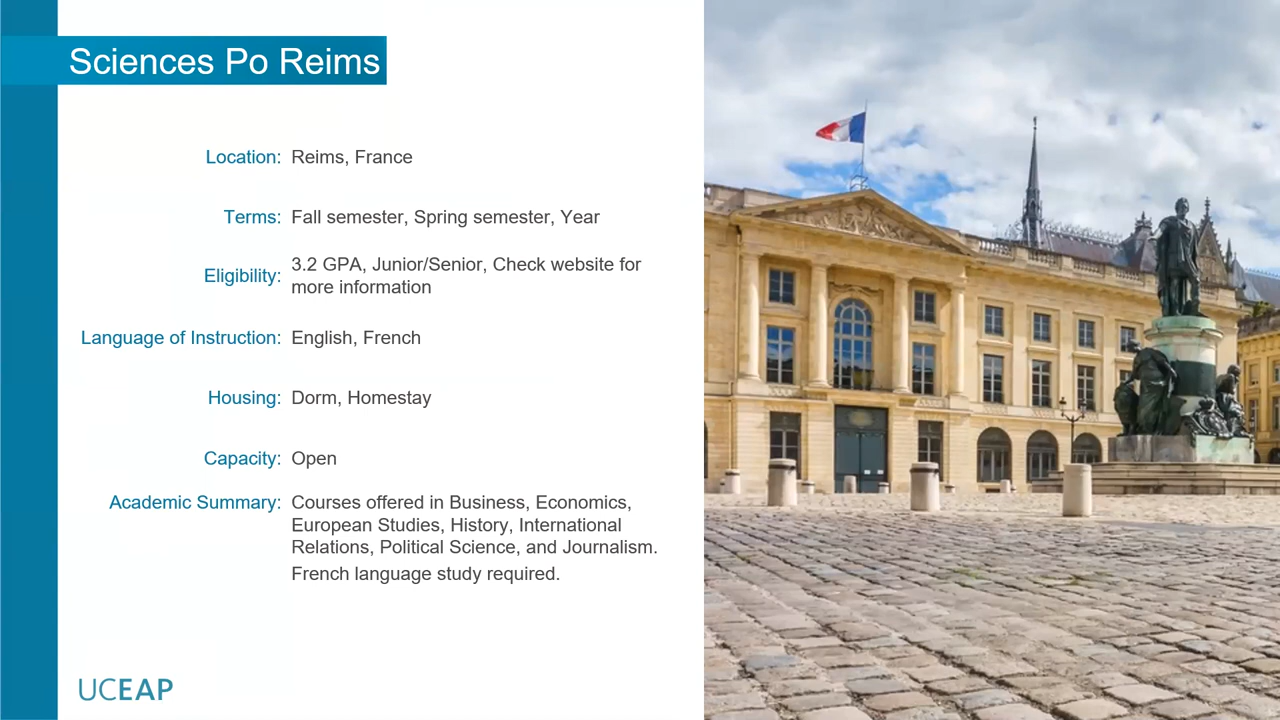 Sciences Po Reims
Location: Reims, France
Terms: Fall semester, Spring semester, Year
Eligibility: 3.2 GPA, Junior/Senior, Check website for
more information
Language of Instruction: English, French
Housing: Dorm, Homestay
Capacity: Open
Academic Summary: Courses offered in Business, Economics,
European Studies, History, International
Relations, Political Science, and Journalism.
French language study required.
UCEAP